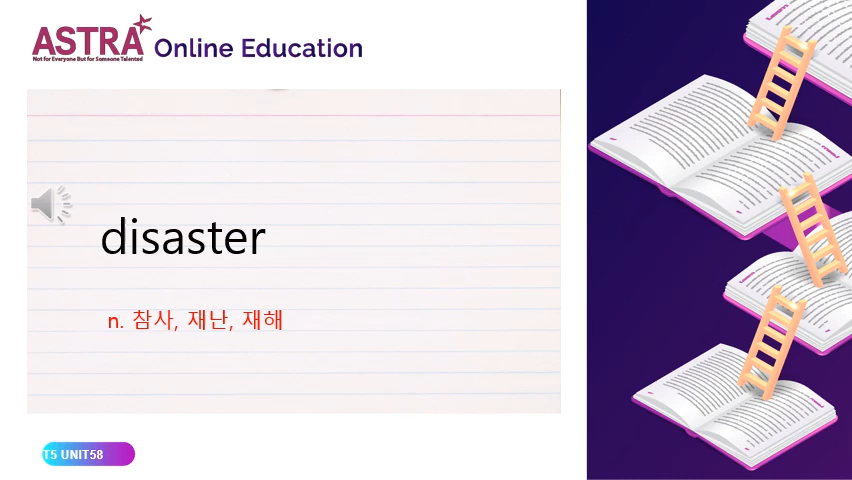 ASTRA Online Education
Not for Everyone But for Someone Talented
disaster
n. 참사, 재난, 재해
T5 UNIT58